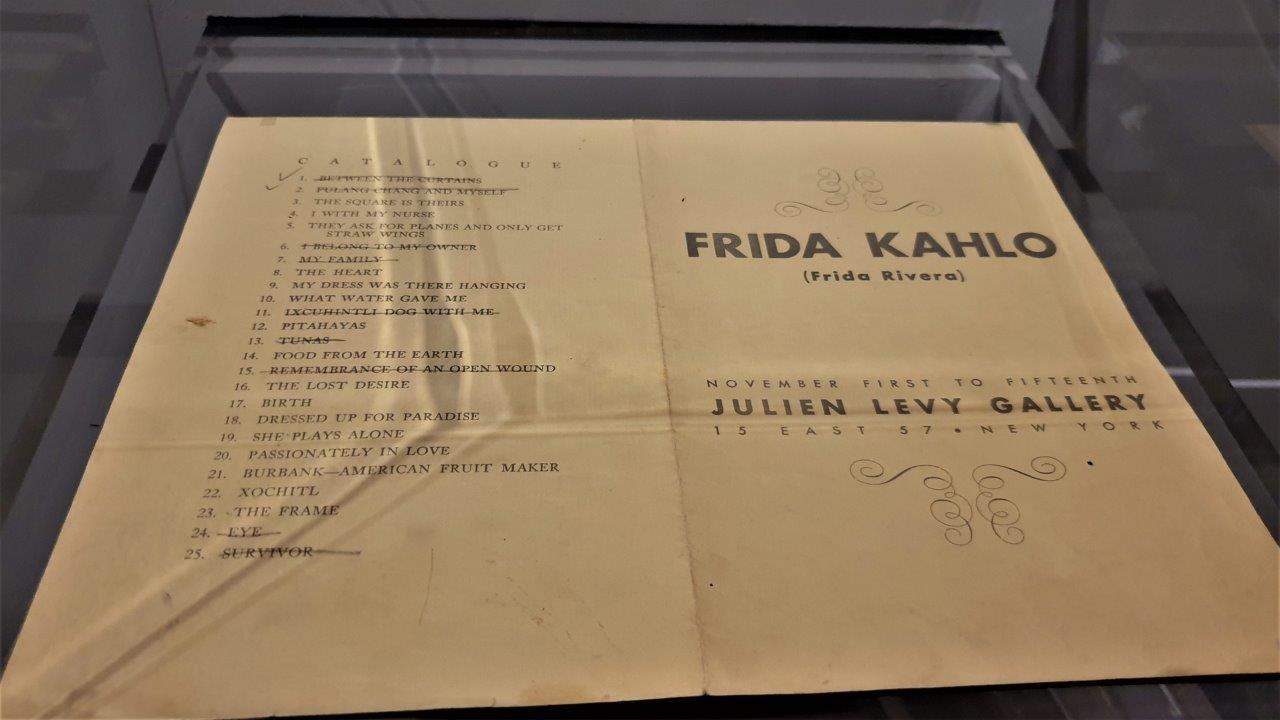 CATALOGUE
1. BETWEEN THE CURTAINS
2. FULANG CHANG AND MYSELF
3. THE SQUARE IS THEIRS
4. I WITH MY NURSE
5. THEY ASK FOR PLANES AND ONLY GET
STRAW WINGS
6. I BELONG TO MY OWNER
7. MY FAMILY
8. THE HEART
9. MY DRESS WAS THERE HANGING
10. WHAT WATER GAVE ME
11. IXCUHINTLI DOG WITH ME
12. PITAHAYAS
13. TUNAS
14. FOOD FROM THE EARTH
15. REMEMBRANCE OF AN OPEN WOUND
16. THE LOST DESIRE
17. BIRTH
18. DRESSED UP FOR PARADISE
19. SHE PLAYS ALONE
20. PASSIONATELY IN LOVE
21. BURBANK—AMERICAN FRUIT MAKER
22. XOCHITL
23. THE FRAME
24. EYE
25. SURVIVOR
FRIDA KAHLO
(Frida Rivera)
NOVEMBER FIRST TO FIFTEENTH
JULIEN LEVY GALLERY
15 EAST 57 • NEW YORK